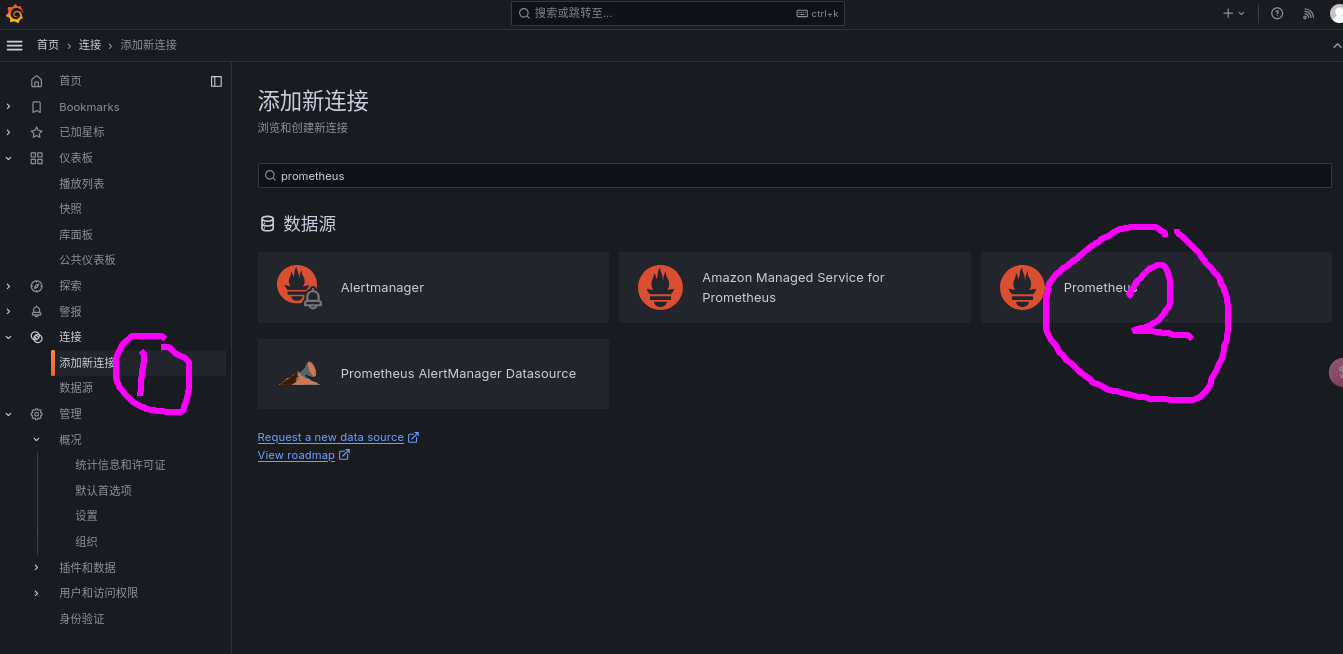 搜索或跳转至...
ctrl+k
首页 › 连接 › 添加新连接
首页
Bookmarks
已加星标
仪表板
播放列表
快照
库面板
公共仪表板
探索
警报
连接
添加新连接
数据源
管理
概况
统计信息和许可证
默认首选项
设置
组织
插件和数据
用户和访问权限
身份验证
1
添加新连接
浏览和创建新连接
prometheus
数据源
Alertmanager
Amazon Managed Service for
Prometheus
Prometheus
2
Prometheus AlertManager Datasource
Request a new data source
View roadmap